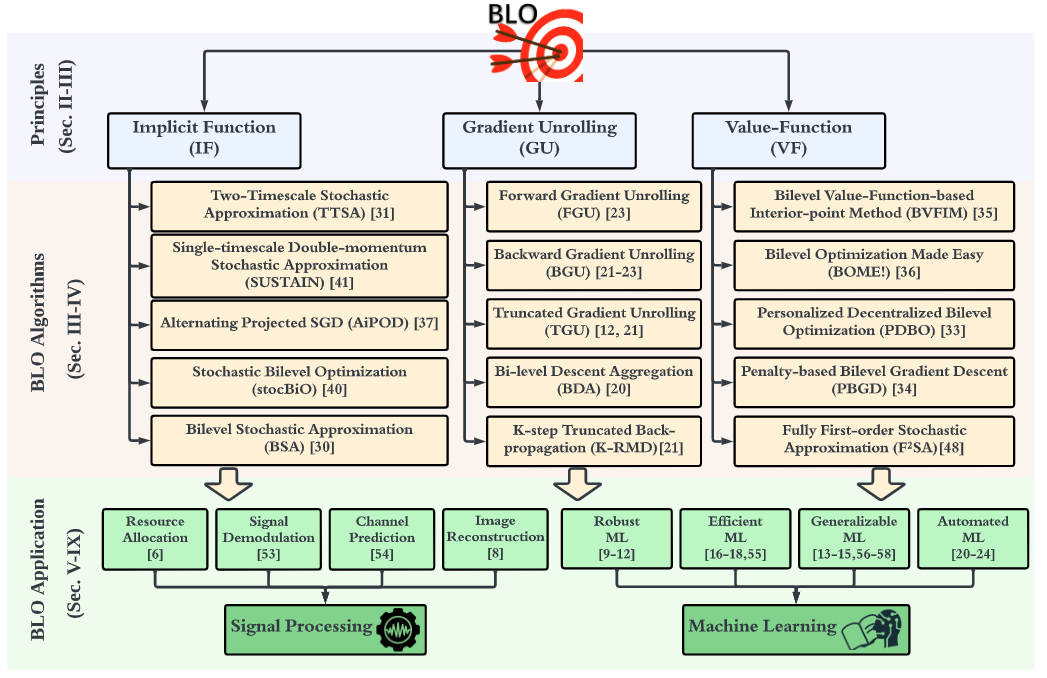 BLO
Principles
(Sec. II-III)
Implicit Function
(IF)
Gradient Unrolling
(GU)
Value-Function
(VF)
BLO Algorithms
(Sec. III-IV)
Two-Timescale Stochastic
Approximation (TTSA) [31]
Single-timescale Double-momentum
Stochastic Approximation
(SUSTAIN) [41]
Alternating Projected SGD (AiPOD) [37]
Stochastic Bilevel Optimization
(stocBiO) [40]
Bilevel Stochastic Approximation
(BSA) [30]
Forward Gradient Unrolling
(FGU) [23]
Backward Gradient Unrolling
(BGU) [21-23]
Truncated Gradient Unrolling
(TGU) [12, 21]
Bi-level Descent Aggregation
(BDA) [20]
K-step Truncated Back-
propagation (K-RMD)[21]
Bilevel Value-Function-based
Interior-point Method (BVFIM) [35]
Bilevel Optimization Made Easy
(BOME!) [36]
Personalized Decentralized Bilevel
Optimization (PDBO) [33]
Penalty-based Bilevel Gradient Descent
(PBGD) [34]
Fully First-order Stochastic
Approximation (F²SA)[48]
BLO Application
(Sec. V-IX)
Resource
Allocation
[6]
Signal
Demodulation
[53]
Channel
Prediction
[54]
Image
Reconstruction
[8]
Robust
ML
[9-12]
Efficient
ML
[16-18,55]
Generalizable
ML
[13-15,56-58]
Automated
ML
[20-24]
Signal Processing
Machine Learning